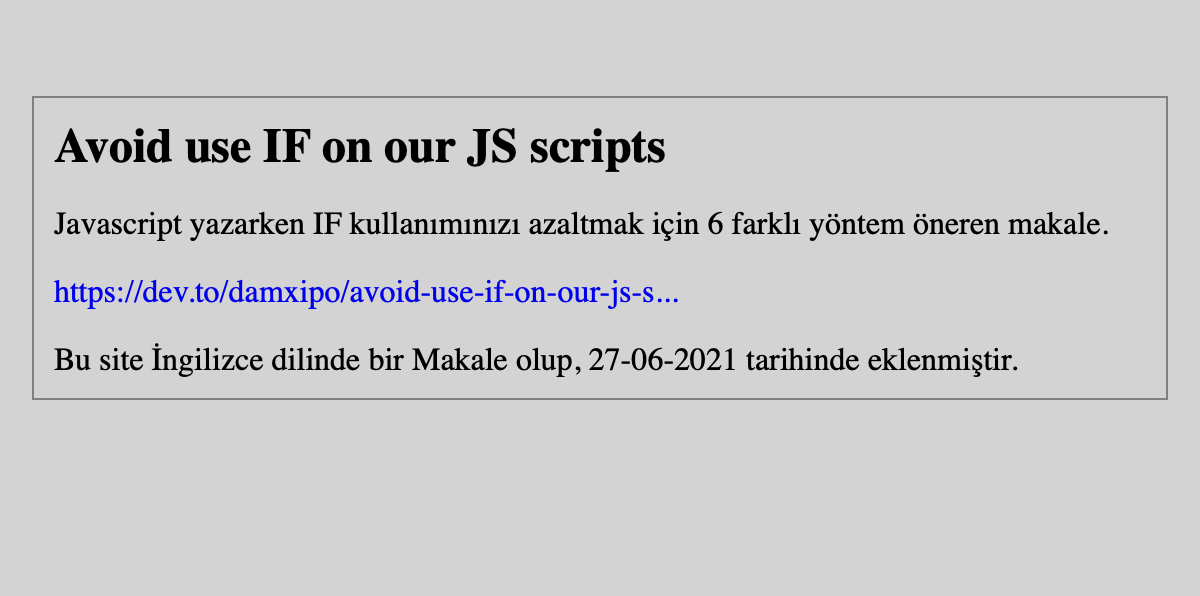 Avoid use IF on our JS scripts
Javascript yazarken IF kullanımınızı azaltmak için 6 farklı yöntem öneren makale.
https://dev.to/damxipo/avoid-use-if-on-our-js-s...
Bu site İngilizce dilinde bir Makale olup, 27-06-2021 tarihinde eklenmiştir.